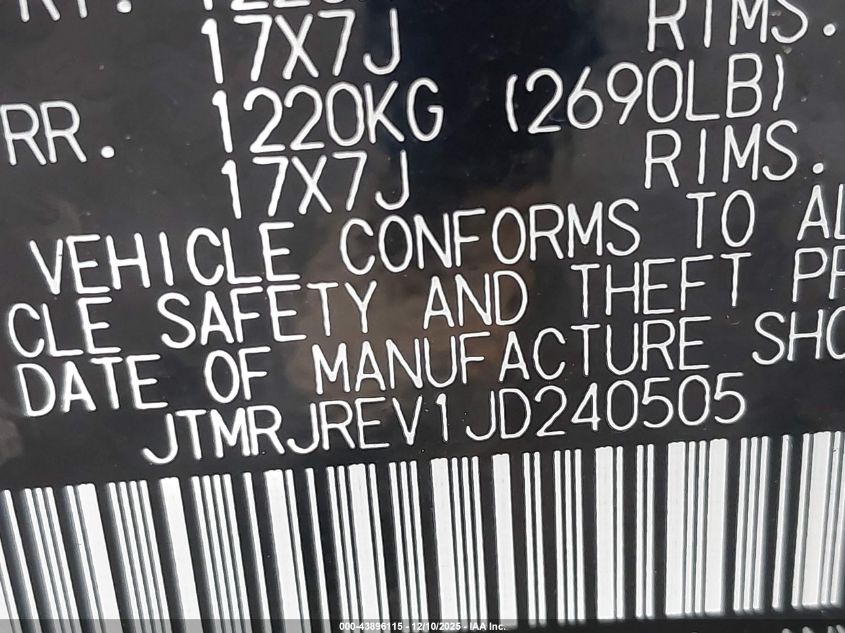 17X7J RIMS.
RR. 1220KG (2690LB)
17X7J RIMS.
VEHICLE CONFORMS TO AL
CLE SAFETY AND THEFT PR
DATE OF MANUFACTURE SHO
JTMRJREV1JD240505
000-43896115 - 12/10/2025 - IAA Inc.